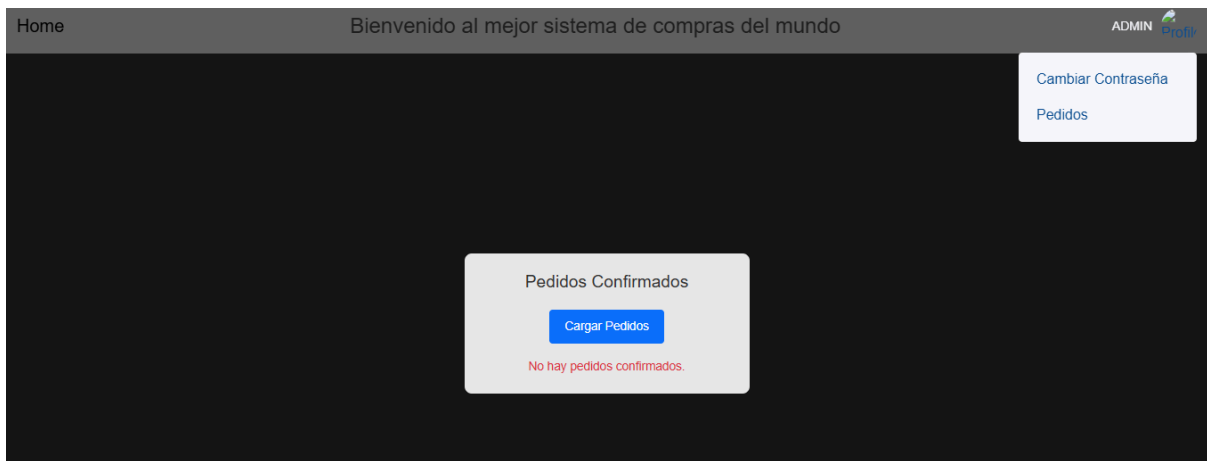 Home
Bienvenido al mejor sistema de compras del mundo
ADMIN
Profil
Cambiar Contraseña
Pedidos
Pedidos Confirmados
Cargar Pedidos
No hay pedidos confirmados.